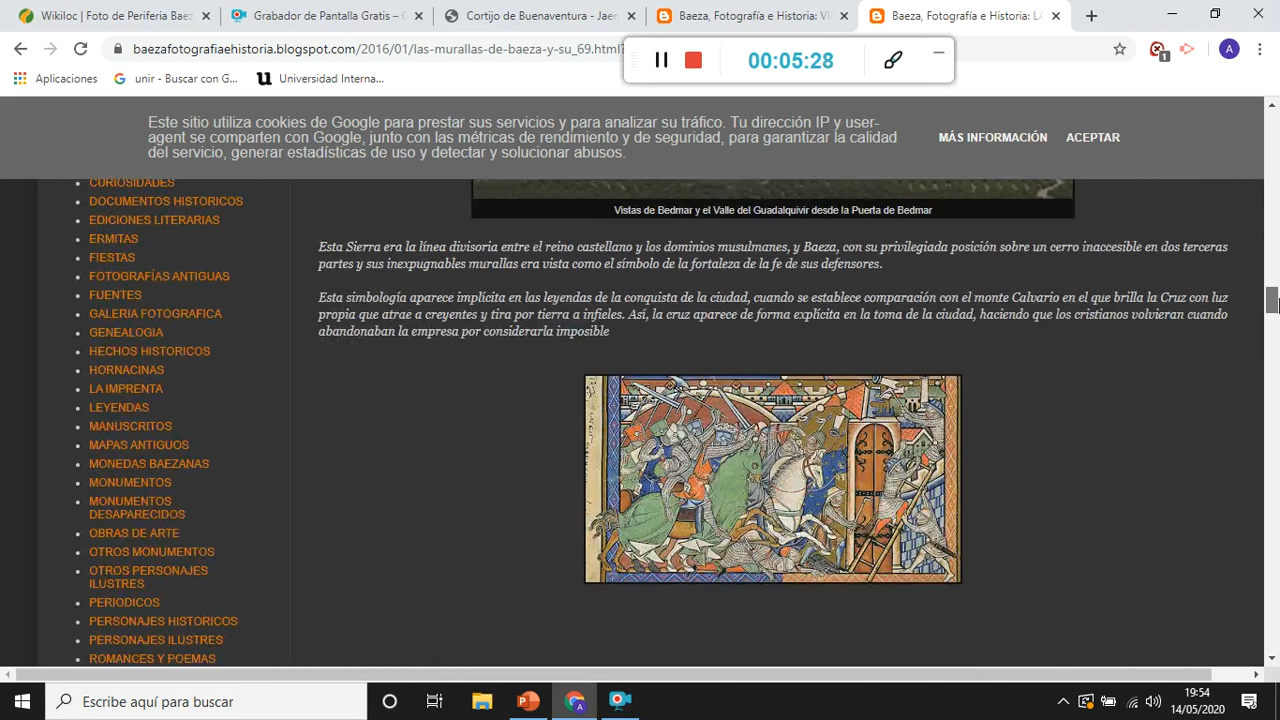 Wikiloc | Foto de Periferia Baez
Grabador de Pantalla Gratis – G
Cortijo de Buenaventura - Jaén
Baeza, Fotografía e Historia: VI
Baeza, Fotografía e Historia: LA
baezafotografiaehistoria.blogspot.com/2016/01/las-murallas-de-baeza-y-su_69.html?
00:05:28
1
A
Aplicaciones
unir - Buscar con G...
Universidad Interna...
Este sitio utiliza cookies de Google para prestar sus servicios y para analizar su tráfico. Tu dirección IP y user-
agent se comparten con Google, junto con las métricas de rendimiento y de seguridad, para garantizar la calidad
del servicio, generar estadísticas de uso y detectar y solucionar abusos.
MÁS INFORMACIÓN
ACEPTAR
CURIOSIDADES
DOCUMENTOS HISTORICOS
EDICIONES LITERARIAS
ERMITAS
FIESTAS
FOTOGRAFÍAS ANTIGUAS
FUENTES
GALERIA FOTOGRAFICA
GENEALOGIA
HECHOS HISTORICOS
HORNACINAS
LA IMPRENTA
LEYENDAS
MANUSCRITOS
MAPAS ANTIGUOS
MONEDAS BAEZANAS
MONUMENTOS
MONUMENTOS
DESAPARECIDOS
OBRAS DE ARTE
OTROS MONUMENTOS
OTROS PERSONAJES
ILUSTRES
PERIODICOS
PERSONAJES HISTORICOS
PERSONAJES ILUSTRES
ROMANCES Y POEMAS
Vistas de Bedmar y el Valle del Guadalquivir desde la Puerta de Bedmar
Esta Sierra era la línea divisoria entre el reino castellano y los dominios musulmanes, y Baeza, con su privilegiada posición sobre un cerro inaccesible en dos terceras
partes y sus inexpugnables murallas era vista como el símbolo de la fortaleza de la fe de sus defensores.
Esta simbología aparece implícita en las leyendas de la conquista de la ciudad, cuando se establece comparación con el monte Calvario en el que brilla la Cruz con luz
propia que atrae a creyentes y tira por tierra a infieles. Así, la cruz aparece de forma explícita en la toma de la ciudad, haciendo que los cristianos volvieran cuando
abandonaban la empresa por considerarla imposible
Escribe aquí para buscar
19:54
14/05/2020